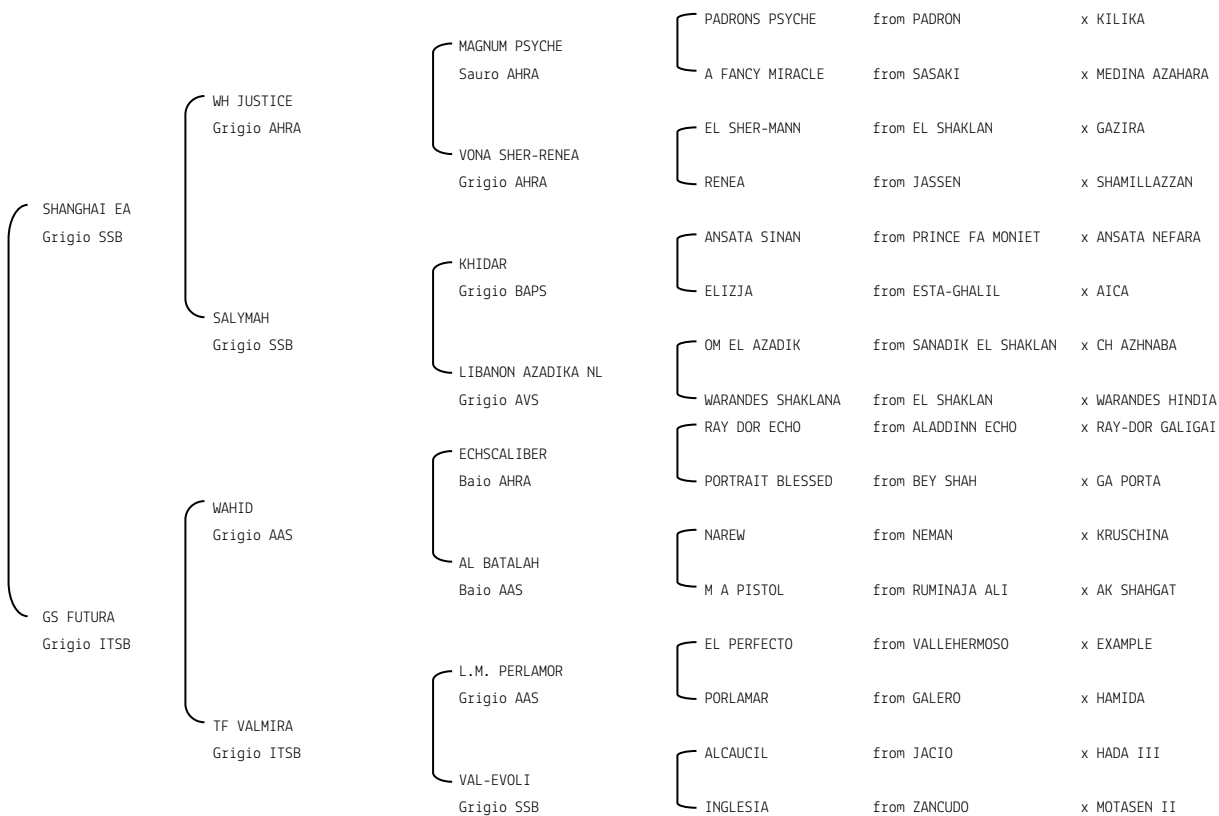 PADRONS PSYCHE from PADRON x KILIKA
MAGNUM PSYCHE
Sauro AHRA A FANCY MIRACLE from SASAKI x MEDINA AZAHARA
WH JUSTICE
Grigio AHRA EL SHER-MANN from EL SHAKLAN x GAZIRA
VONA SHER-RENEA
Grigio AHRA RENEA from JASSEN x SHAMILLAZZAN
SHANGHAI EA
Grigio SSB ANSATA SINAN from PRINCE FA MONIET x ANSATA NEFARA
KHIDAR
Grigio BAPS ELIZJA from ESTA-GHALIL x AICA
SALYMAH
Grigio SSB OM EL AZADIK from SANADIK EL SHAKLAN x CH AZHNABA
LIBANON AZADIKA NL
Grigio AVS WARANDES SHAKLANA from EL SHAKLAN x WARANDES HINDIA
RAY DOR ECHO from ALADDINN ECHO x RAY-DOR GALIGAI
ECHSCALIBER
Baio AHRA PORTRAIT BLESSED from BEY SHAH x GA PORTA
WAHID
Grigio AAS NAREW from NEMAN x KRUSCHINA
AL BATALAH
Baio AAS M A PISTOL from RUMINAJA ALI x AK SHAHGAT
GS FUTURA
Grigio ITSB EL PERFECTO from VALLEHERMOSO x EXAMPLE
L.M. PERLAMOR
Grigio AAS PORLAMAR from GALERO x HAMIDA
TF VALMIRA
Grigio ITSB ALCAUCIL from JACIO x HADA III
VAL-EVOLI
Grigio SSB INGLESIA from ZANCUDO x MOTASEN II